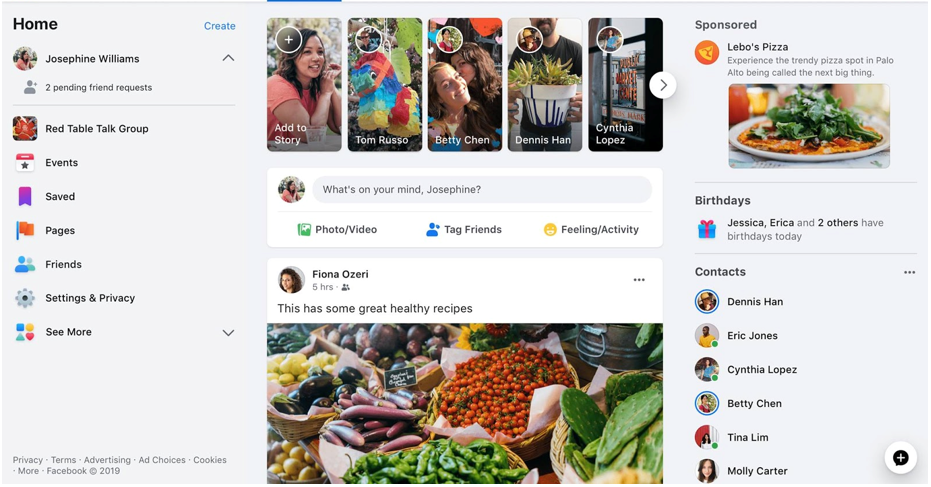 Home
Create
Josephine Williams
2 pending friend requests
Red Table Talk Group
Events
Saved
Pages
Friends
Settings & Privacy
See More
Privacy · Terms · Advertising · Ad Choices · Cookies
· More · Facebook © 2019
Add to
Story
Tom Russo
Betty Chen
Dennis Han
Cynthia
Lopez
What's on your mind, Josephine?
Photo/Video
Tag Friends
Feeling/Activity
Fiona Ozeri
5 hrs ·
This has some great healthy recipes
Sponsored
Lebo's Pizza
Experience the trendy pizza spot in Palo
Alto being called the next big thing.
Birthdays
Jessica, Erica and 2 others have
birthdays today
Contacts
Dennis Han
Eric Jones
Cynthia Lopez
Betty Chen
Tina Lim
Molly Carter